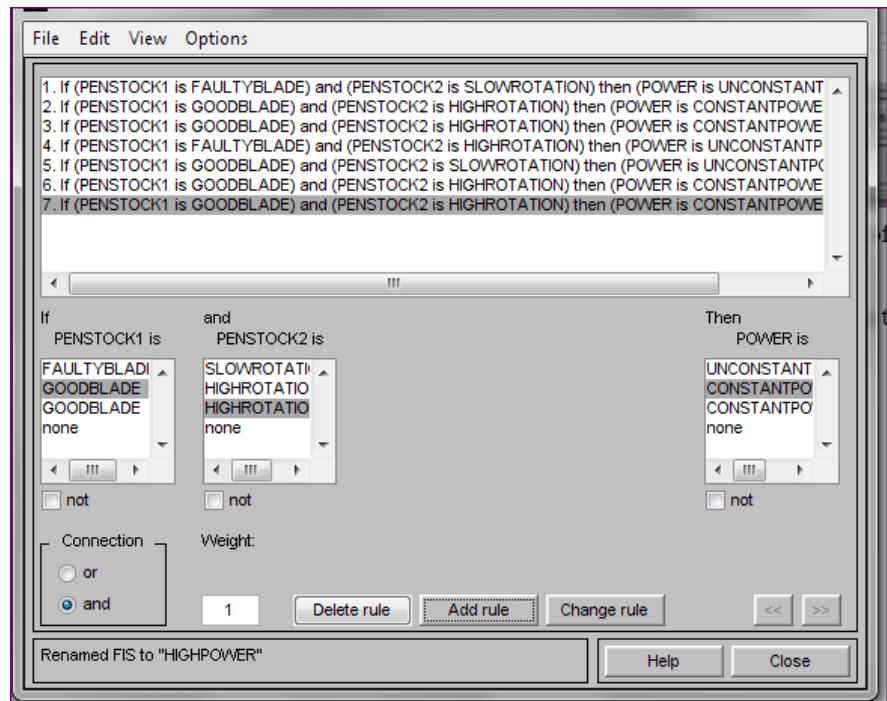 File Edit View Options
1. If (PENSTOCK1 is FAULTYBLADE) and (PENSTOCK2 is SLOWROTATION) then (POWER is UNCONSTANT
2. If (PENSTOCK1 is GOODBLADE) and (PENSTOCK2 is HIGHROTATION) then (POWER is CONSTANTPOWE
3. If (PENSTOCK1 is GOODBLADE) and (PENSTOCK2 is HIGHROTATION) then (POWER is CONSTANTPOWE
4. If (PENSTOCK1 is FAULTYBLADE) and (PENSTOCK2 is HIGHROTATION) then (POWER is UNCONSTANTP
5. If (PENSTOCK1 is GOODBLADE) and (PENSTOCK2 is SLOWROTATION) then (POWER is UNCONSTANTP
6. If (PENSTOCK1 is GOODBLADE) and (PENSTOCK2 is HIGHROTATION) then (POWER is CONSTANTPOWE
7. If (PENSTOCK1 is GOODBLADE) and (PENSTOCK2 is HIGHROTATION) then (POWER is CONSTANTPOWE
If and Then
PENSTOCK1 is PENSTOCK2 is POWER is
FAULTYBLAD SLOWROTATI UNCONSTANT
GOODBLADE HIGHROTATIO CONSTANTPO
GOODBLADE HIGHROTATIO CONSTANTPO
none none none
not not not
Connection Weight:
or
and 1 Delete rule Add rule Change rule << >>
Renamed FIS to "HIGHPOWER" Help Close